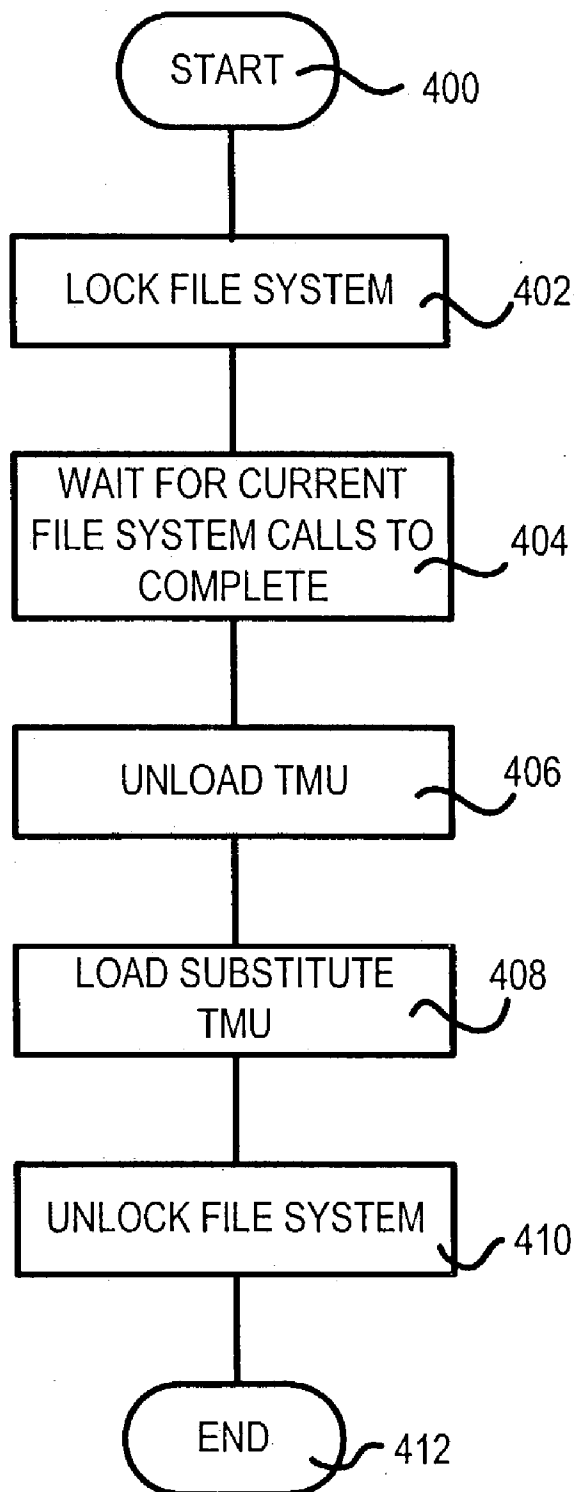 START
400
LOCK FILE SYSTEM
402
WAIT FOR CURRENT
FILE SYSTEM CALLS TO
COMPLETE
404
UNLOAD TMU
406
LOAD SUBSTITUTE
TMU
408
UNLOCK FILE SYSTEM
410
END
412